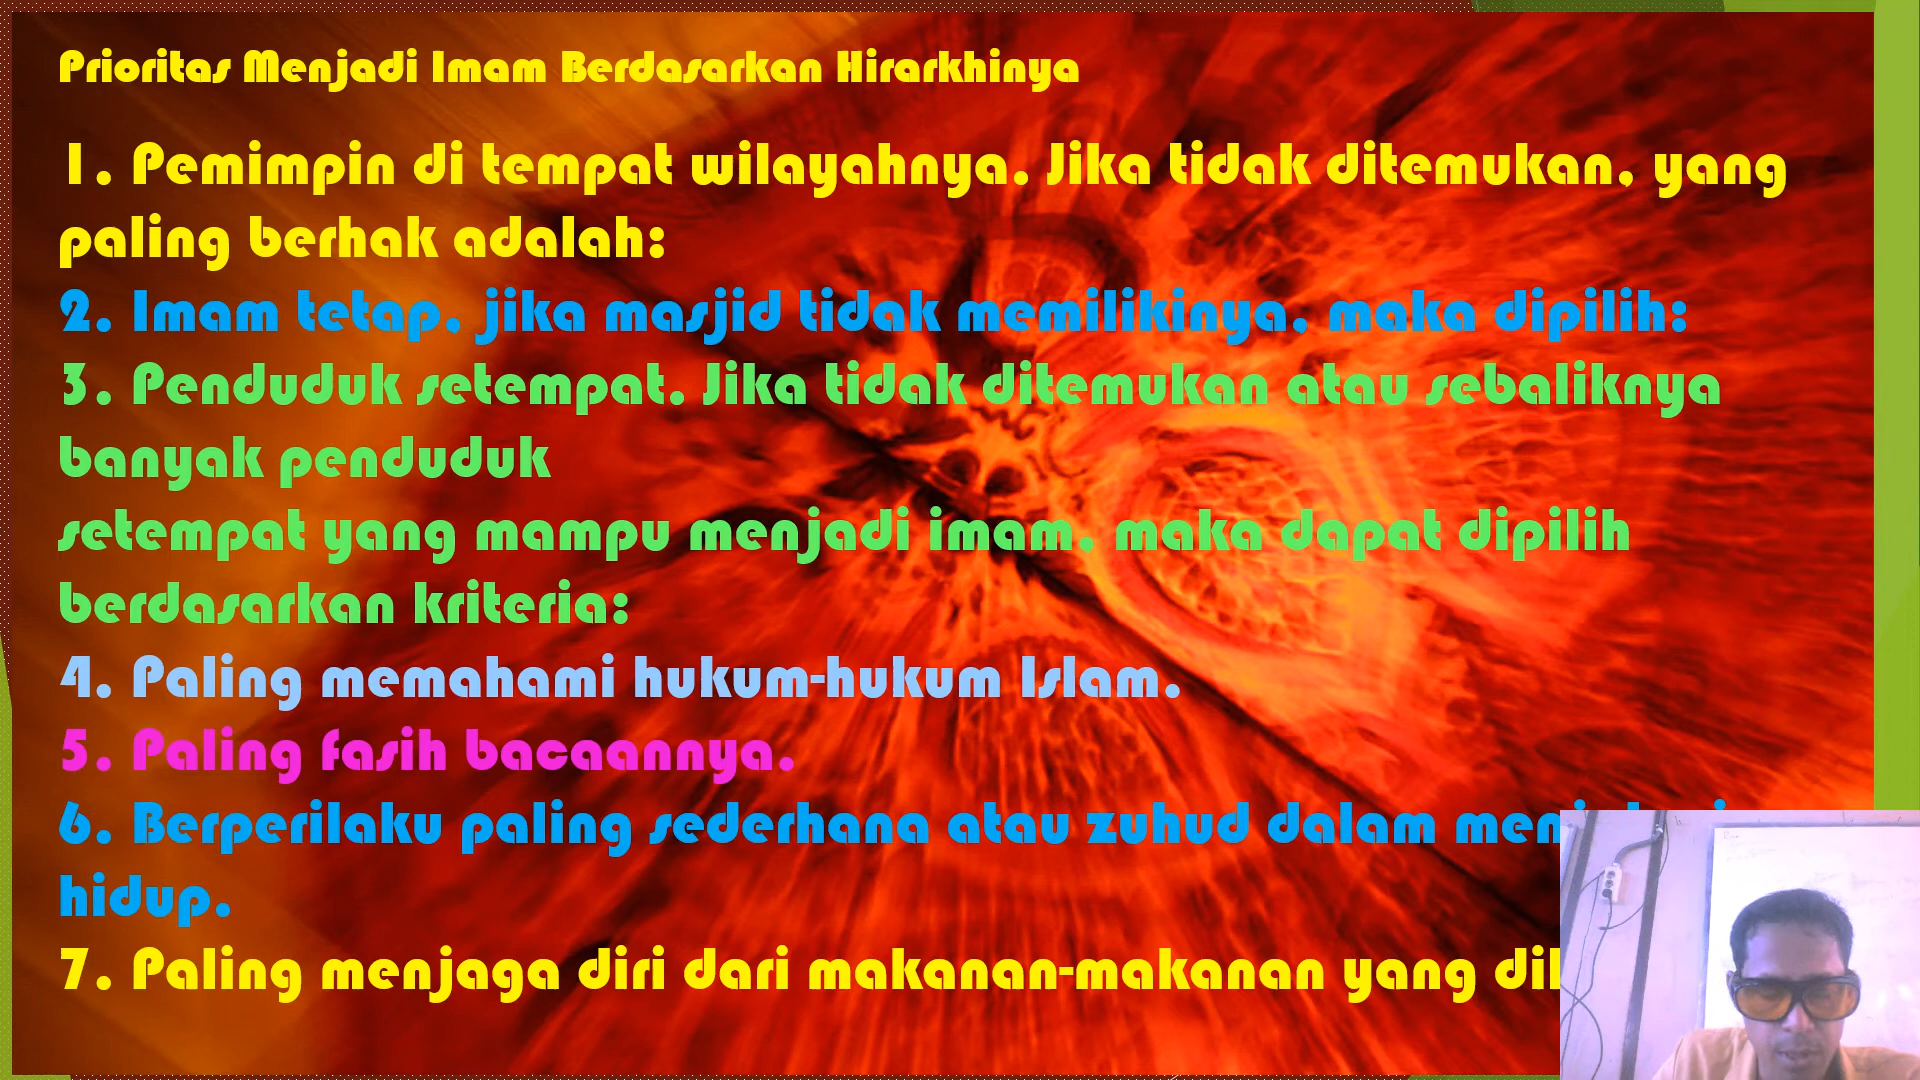 Prioritas Menjadi Imam Berdasarkan Hirarkhinya
1. Pemimpin di tempat wilayahnya. Jika tidak ditemukan, yang
paling berhak adalah:
2. Imam tetap, jika masjid tidak memilikinya, maka dipilih:
3. Penduduk setempat. Jika tidak ditemukan atau sebaliknya
banyak penduduk
setempat yang mampu menjadi imam, maka dapat dipilih
berdasarkan kriteria:
4. Paling memahami hukum-hukum Islam.
5. Paling fasih bacaannya.
6. Berperilaku paling sederhana atau zuhud dalam
hidup.
7. Paling menjaga diri dari makanan-makanan yang